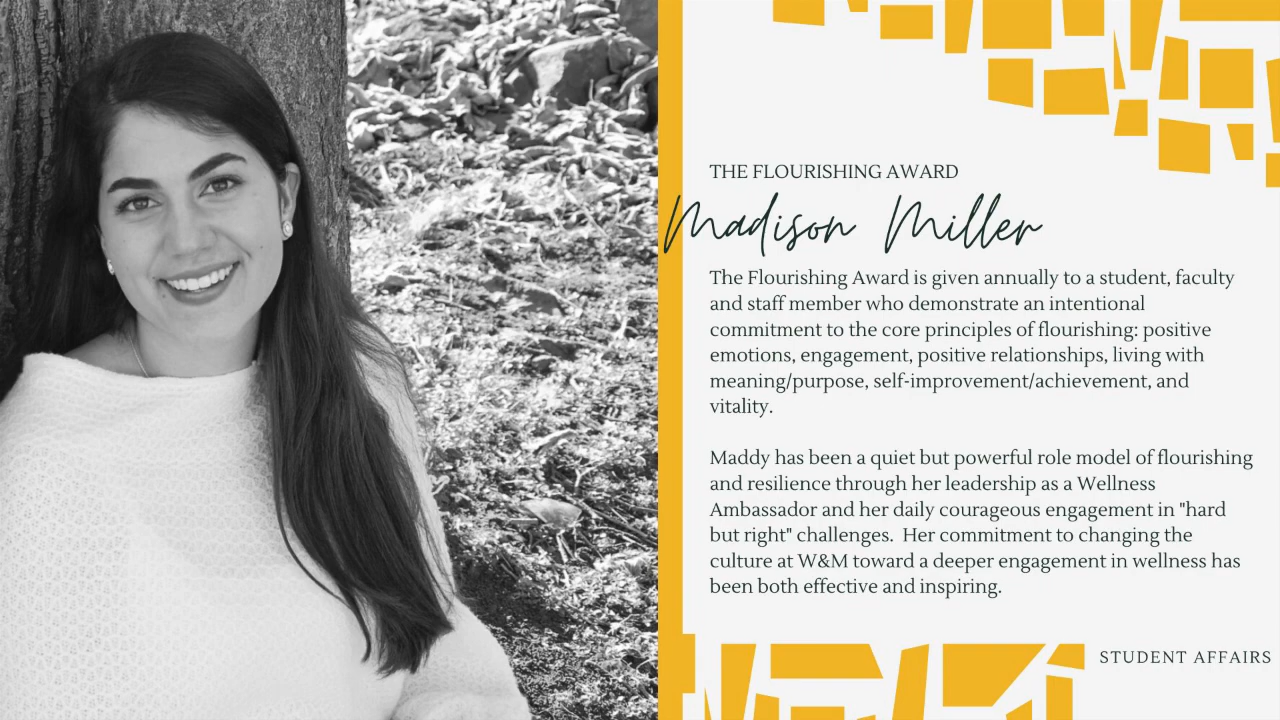 THE FLOURISHING AWARD
Madison Miller
The Flourishing Award is given annually to a student, faculty
and staff member who demonstrate an intentional
commitment to the core principles of flourishing: positive
emotions, engagement, positive relationships, living with
meaning/purpose, self-improvement/achievement, and
vitality.
Maddy has been a quiet but powerful role model of flourishing
and resilience through her leadership as a Wellness
Ambassador and her daily courageous engagement in "hard
but right" challenges.  Her commitment to changing the
culture at W&M toward a deeper engagement in wellness has
been both effective and inspiring.
STUDENT AFFAIRS